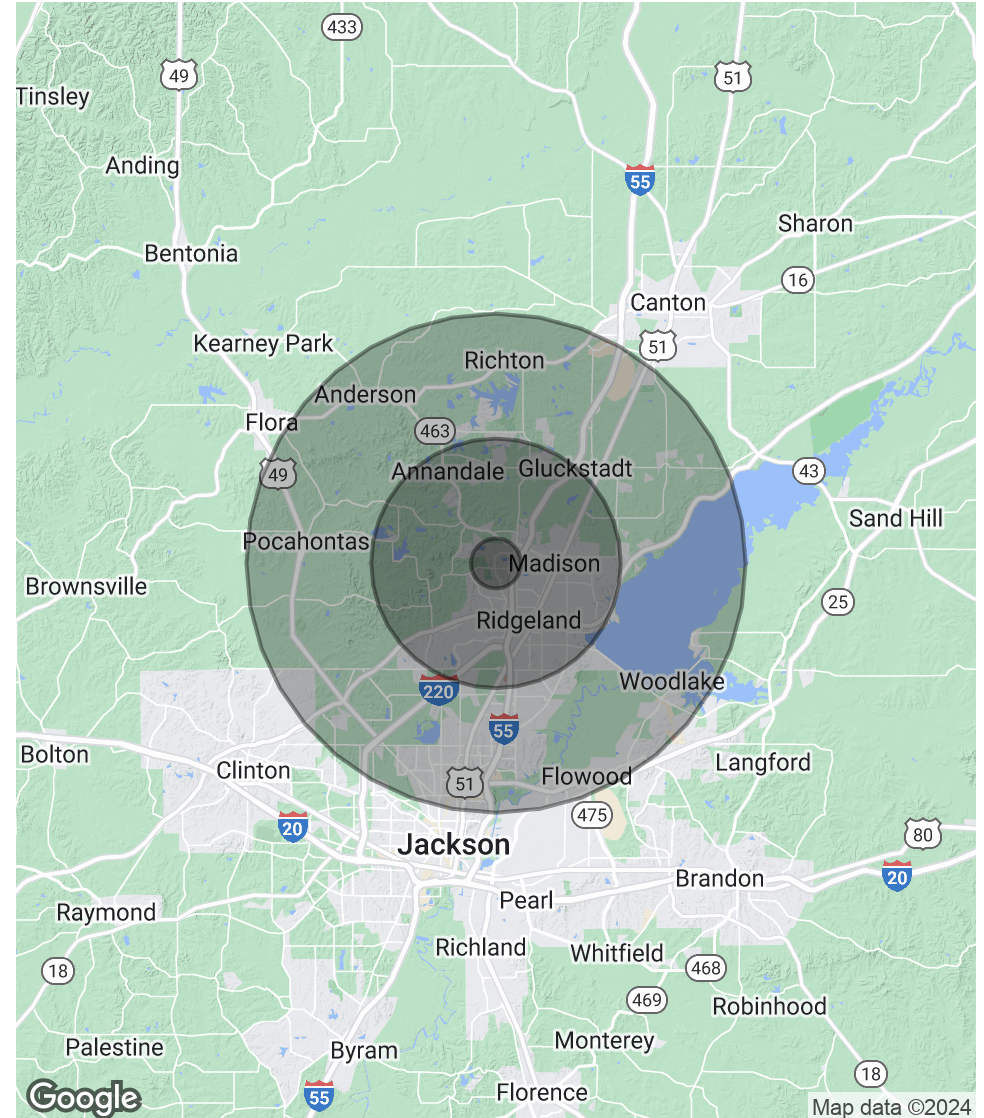 433
49
51
Tinsley
Anding
55
Sharon
Bentonia
16
Canton
Kearney Park
51
Richton
Anderson
Flora
463
Annandale
Gluckstadt
49
43
Sand Hill
Pocahontas
Madison
Brownsville
25
Ridgeland
Woodlake
220
55
Bolton
Clinton
51
Flowood
Langford
475
20
80
Jackson
20
Brandon
Pearl
Raymond
Richland
Whitfield
18
468
469
Robinhood
Palestine
Byram
Monterey
18
55
Florence
Google
Map data ©2024